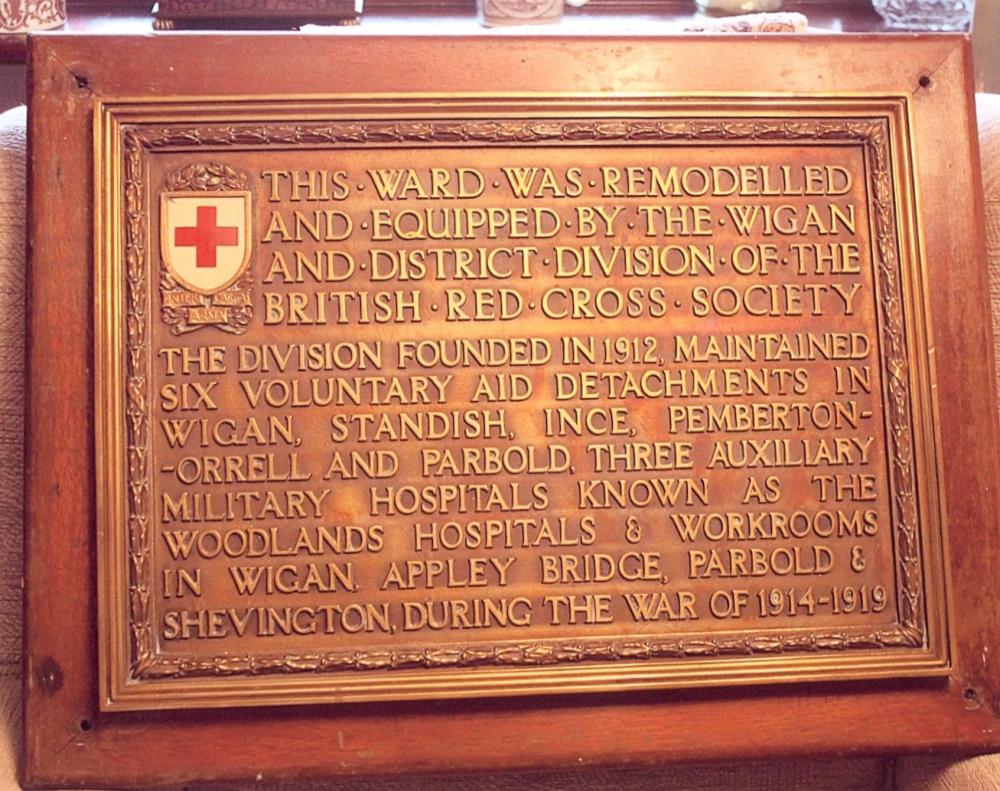 THIS·WARD·WAS·REMODELLED
AND·EQUIPPED·BY·THE·WIGAN
AND·DISTRICT·DIVISION·OF·THE
BRITISH·RED·CROSS·SOCIETY
INTER ARMA CARITAS
THE DIVISION FOUNDED IN 1912, MAINTAINED
SIX VOLUNTARY AID DETACHMENTS IN
WIGAN, STANDISH, INCE, PEMBERTON-
-ORRELL AND PARBOLD, THREE AUXILIARY
MILITARY HOSPITALS KNOWN AS THE
WOODLANDS HOSPITALS & WORKROOMS
IN WIGAN, APPLEY BRIDGE, PARBOLD &
SHEVINGTON, DURING THE WAR OF 1914-1919